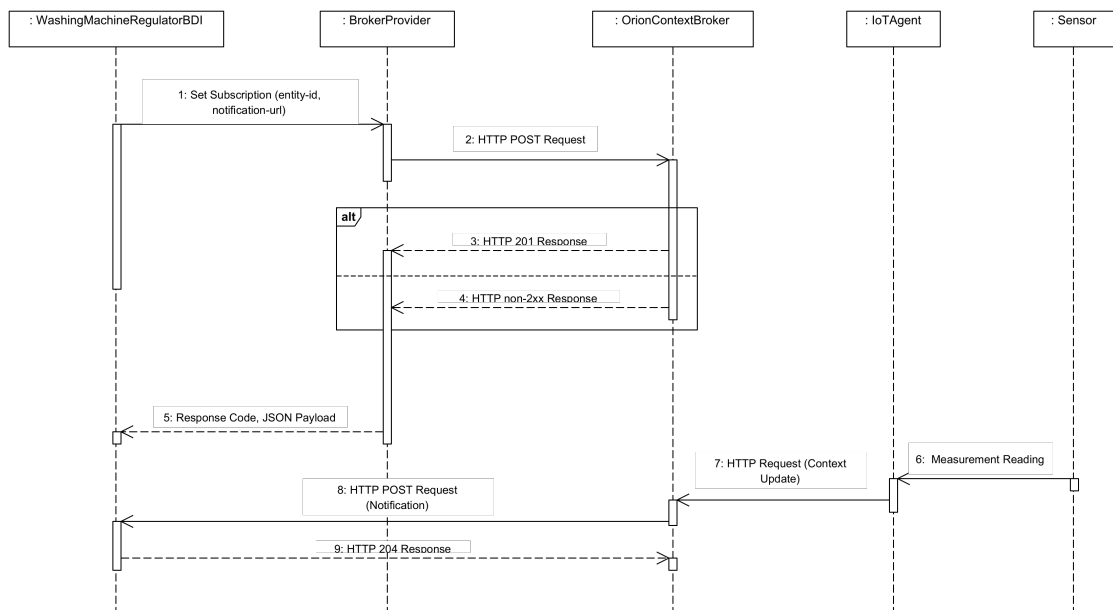 : WashingMachineRegulatorBDI
: BrokerProvider
: OrionContextBroker
: IoTAgent
: Sensor
1: Set Subscription (entity-id,
notification-url)
2: HTTP POST Request
alt
3: HTTP 201 Response
4: HTTP non-2xx Response
5: Response Code, JSON Payload
6:  Measurement Reading
7: HTTP Request (Context
Update)
8: HTTP POST Request
(Notification)
9: HTTP 204 Response